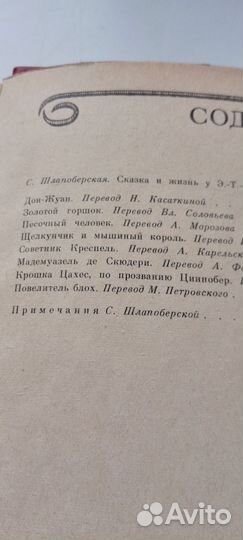 СОД
С. Шлапоберская. Сказка и жизнь у Э.-Т.
Дон-Жуан. Перевод Н. Касаткиной . .
Золотой горшок. Перевод Вл. Соловьева
Песочный человек. Перевод А. Морозова
Щелкунчик и мышиный король. Перевод
Советник Креспель. Перевод А. Карельск
Мадемуазель де Скюдери. Перевод А. Фе
Крошка Цахес, по прозванию Циннобер.
Повелитель блох. Перевод М. Петровского .
Примечания С. Шлапоберской . .
Avito